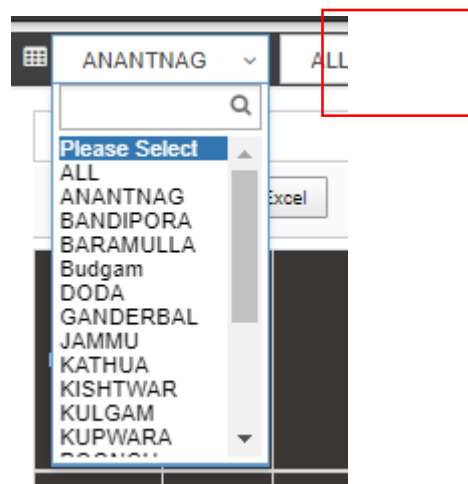 ANANTNAG ALL
Please Select
ALL
ANANTNAG
Excel
BANDIPORA
BARAMULLA
Budgam
DODA
GANDERBAL
JAMMU
KATHUA
KISHTWAR
KULGAM
KUPWARA